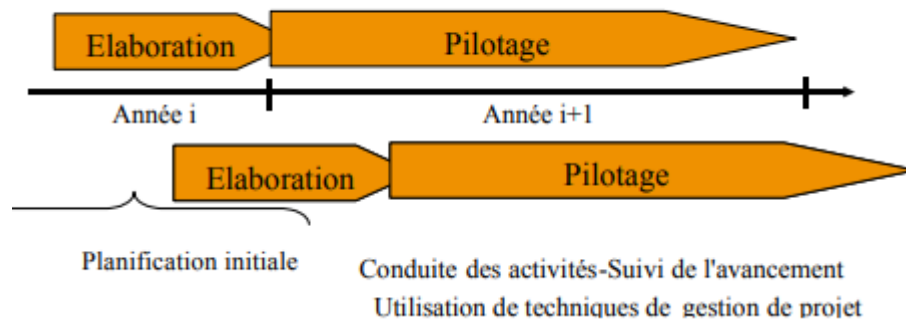 Elaboration
Pilotage
Année i
Année i+1
Elaboration
Pilotage
Planification initiale
Conduite des activités-Suivi de l'avancement
Utilisation de techniques de gestion de projet